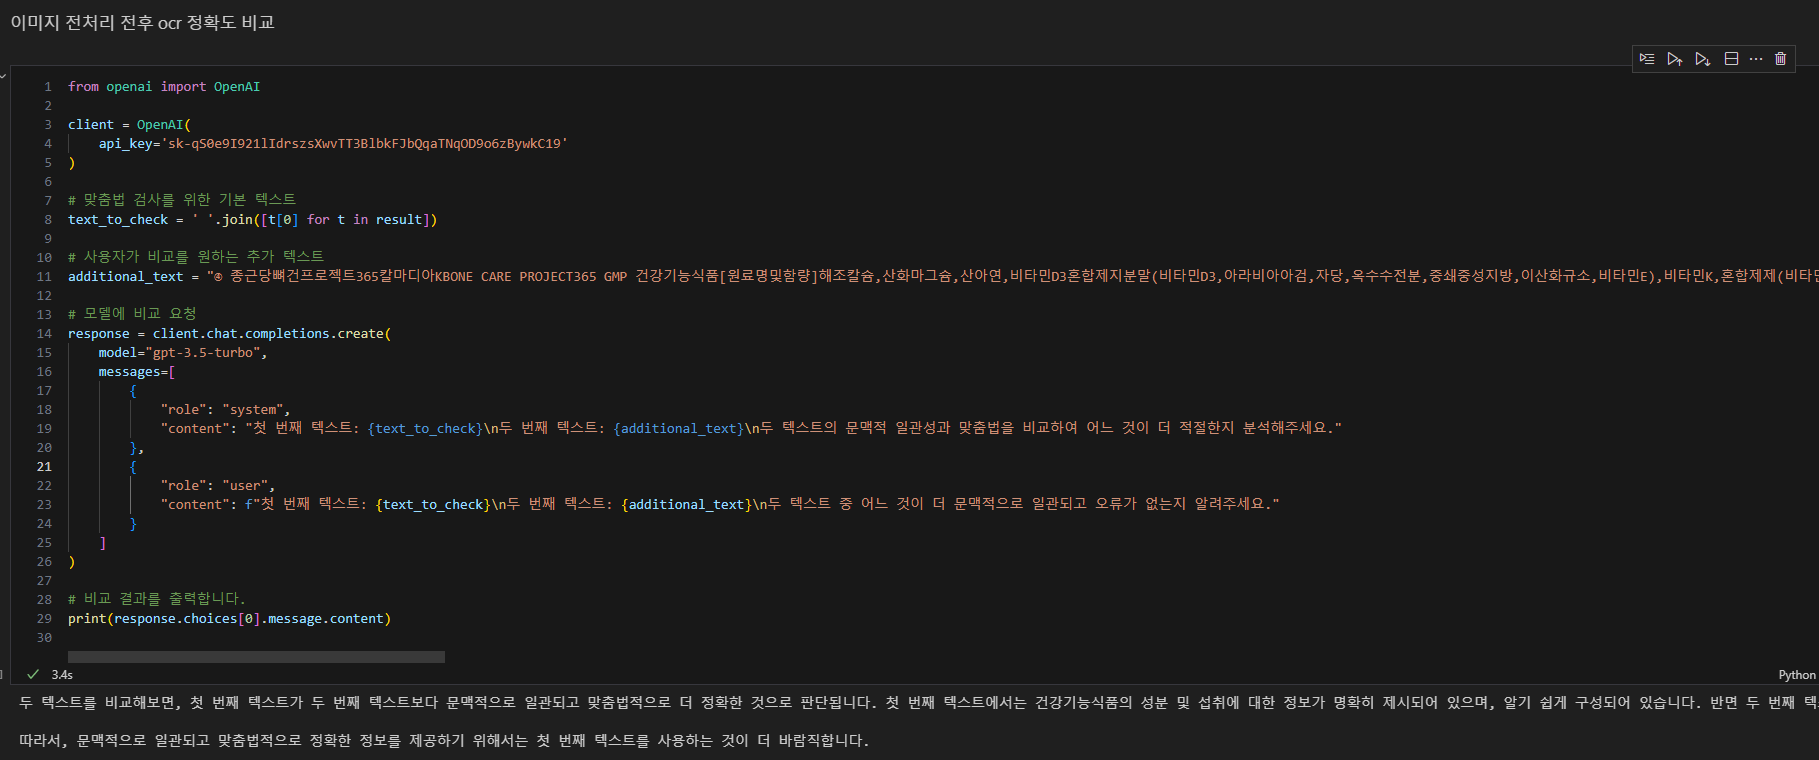 이미지 전처리 전후 ocr 정확도 비교
1 from openai import OpenAI
2
3 client = OpenAI(
4 api_key='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'
5 )
6
7 # 맞춤법 검사를 위한 기본 텍스트
8 text_to_check = ' '.join([t[0] for t in result])
9
10 # 사용자가 비교를 원하는 추가 텍스트
11 additional_text = "㊝ 종근당뼈건프로젝트365칼마디아KBONE CARE PROJECT365 GMP 건강기능식품[원료명및함량]해조칼슘,산화마그슘,산아연,비타민D3혼합제지분말(비타민D3,아라비아아검,자당,옥수수전분,중쇄중성지방,이산화규소,비타민E),비타민K,혼합제제(비타민
12
13 # 모델에 비교 요청
14 response = client.chat.completions.create(
15 model="gpt-3.5-turbo",
16 messages=[
17 {
18 "role": "system",
19 "content": "첫 번째 텍스트: {text_to_check}\n두 번째 텍스트: {additional_text}\n두 텍스트의 문맥적 일관성과 맞춤법을 비교하여 어느 것이 더 적절한지 분석해주세요."
20 },
21 {
22 "role": "user",
23 "content": f"첫 번째 텍스트: {text_to_check}\n두 번째 텍스트: {additional_text}\n두 텍스트 중 어느 것이 더 문맥적으로 일관되고 오류가 없는지 알려주세요."
24 }
25 ]
26 )
27
28 # 비교 결과를 출력합니다.
29 print(response.choices[0].message.content)
30
3.4s
Python
두 텍스트를 비교해보면, 첫 번째 텍스트가 두 번째 텍스트보다 문맥적으로 일관되고 맞춤법적으로 더 정확한 것으로 판단됩니다. 첫 번째 텍스트에서는 건강기능식품의 성분 및 섭취에 대한 정보가 명확히 제시되어 있으며, 알기 쉽게 구성되어 있습니다. 반면 두 번째 텍스
따라서, 문맥적으로 일관되고 맞춤법적으로 정확한 정보를 제공하기 위해서는 첫 번째 텍스트를 사용하는 것이 더 바람직합니다.